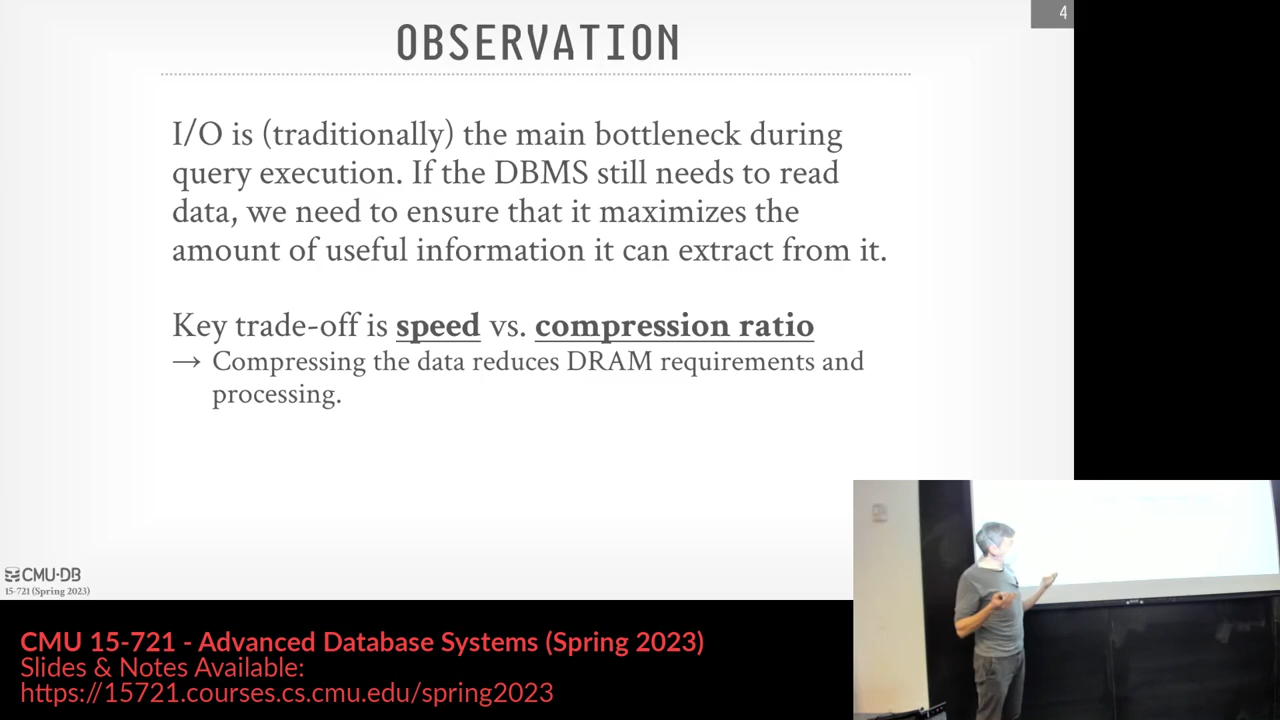 4
OBSERVATION
I/O is (traditionally) the main bottleneck during
query execution. If the DBMS still needs to read
data, we need to ensure that it maximizes the
amount of useful information it can extract from it.
Key trade-off is speed vs. compression ratio
→ Compressing the data reduces DRAM requirements and
processing.
CMU·DB
15-721 (Spring 2023)
CMU 15-721 - Advanced Database Systems (Spring 2023)
Slides & Notes Available:
https://15721.courses.cs.cmu.edu/spring2023